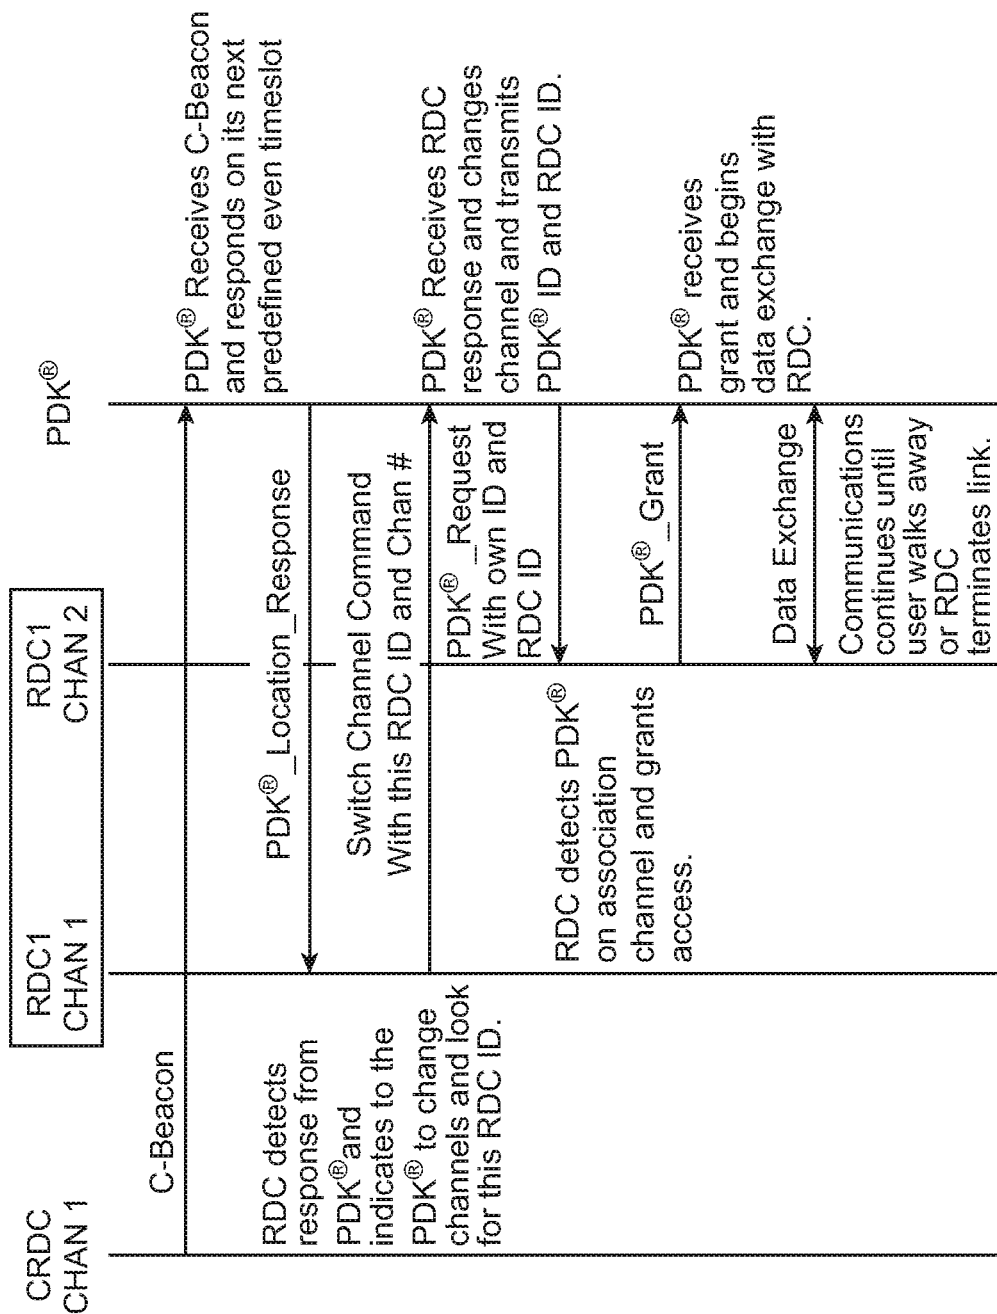 CRDC
CHAN 1
RDC1
CHAN 1
RDC1
CHAN 2
PDK®
C-Beacon
PDK® Receives C-Beacon
and responds on its next
predefined even timeslot
RDC detects
response from
PDK®and
indicates to the
PDK® to change
channels and look
for this RDC ID.
PDK®_Location_Response
Switch Channel Command
With this RDC ID and Chan #
PDK® Receives RDC
response and changes
channel and transmits
PDK® ID and RDC ID.
PDK®_Request
With own ID and
RDC ID
RDC detects PDK®
on association
channel and grants
access.
PDK®_Grant
PDK® receives
grant and begins
data exchange with
RDC.
Data Exchange
Communications
continues until
user walks away
or RDC
terminates link.